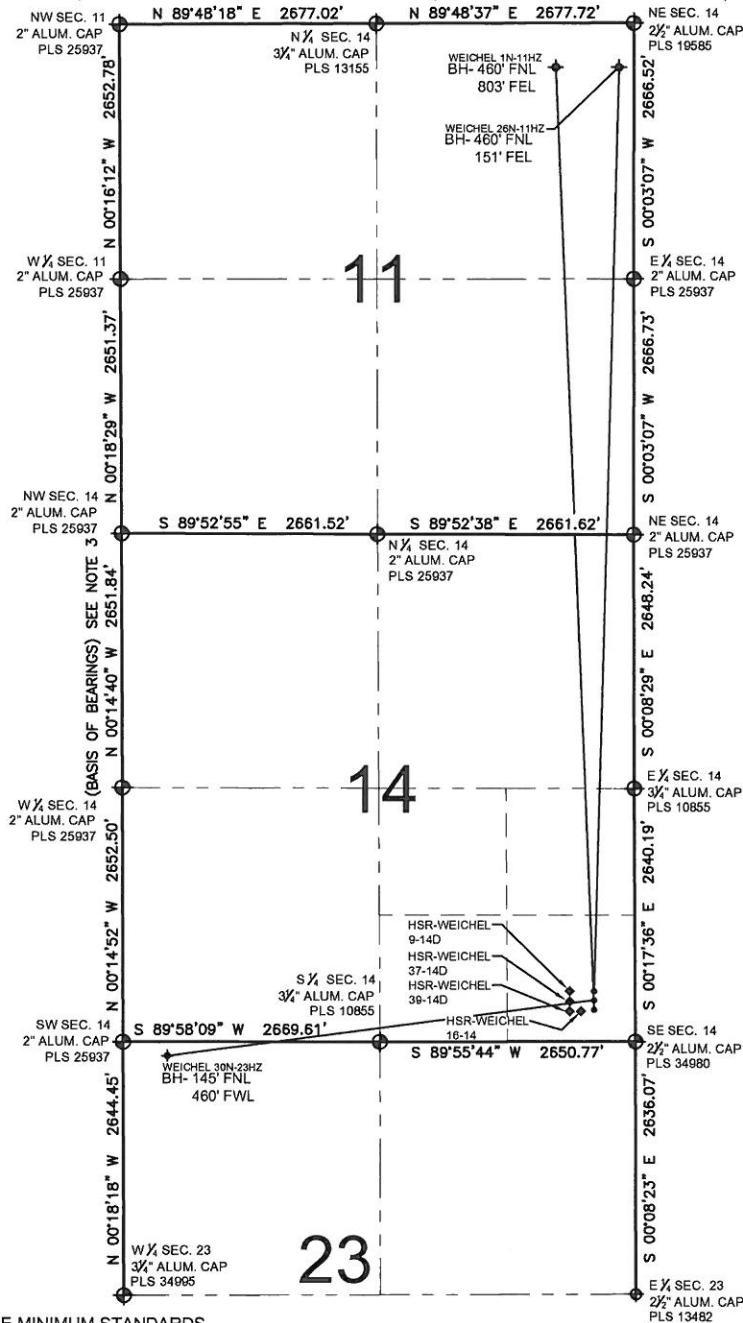 N 89°48'18" E 2677.02'
N 89°48'37" E 2677.72'
NW SEC. 11
2" ALUM. CAP
PLS 25937
N ¼ SEC. 14
3¼" ALUM. CAP
PLS 13155
NE SEC. 14
2½" ALUM. CAP
PLS 19585
WEICHEL 1N-11HZ
BH- 460' FNL
803' FEL
WEICHEL 26N-11HZ
BH- 460' FNL
151' FEL
N 00°16'12" W 2652.78'
S 00°03'07" W 2666.52'
W ¼ SEC. 11
2" ALUM. CAP
PLS 25937
11
E ¼ SEC. 14
2" ALUM. CAP
PLS 25937
N 00°18'29" W 2651.37'
S 00°03'07" W 2666.73'
NW SEC. 14
2" ALUM. CAP
PLS 25937
S 89°52'55" E 2661.52'
S 89°52'38" E 2661.62'
N ¼ SEC. 14
2" ALUM. CAP
PLS 25937
NE SEC. 14
2" ALUM. CAP
PLS 25937
(BASIS OF BEARINGS) SEE NOTE 3
N 00°14'40" W 2651.84'
S 00°08'29" E 2648.24'
W ¼ SEC. 14
2" ALUM. CAP
PLS 25937
14
E ¼ SEC. 14
3¼" ALUM. CAP
PLS 10855
N 00°14'52" W 2652.50'
S 00°17'36" E 2640.19'
HSR-WEICHEL
9-14D
HSR-WEICHEL
37-14D
HSR-WEICHEL
39-14D
HSR-WEICHEL
16-14
S ¼ SEC. 14
3¼" ALUM. CAP
PLS 10855
SW SEC. 14
2" ALUM. CAP
PLS 25937
S 89°58'09" W 2669.61'
S 89°55'44" W 2650.77'
SE SEC. 14
2½" ALUM. CAP
PLS 34980
WEICHEL 30N-23HZ
BH- 145' FNL
460' FWL
N 00°18'18" W 2644.45'
S 00°08'23" E 2636.07'
W ¼ SEC. 23
3¼" ALUM. CAP
PLS 34995
23
E ¼ SEC. 23
2½" ALUM. CAP
PLS 13482
E MINIMUM STANDARDS